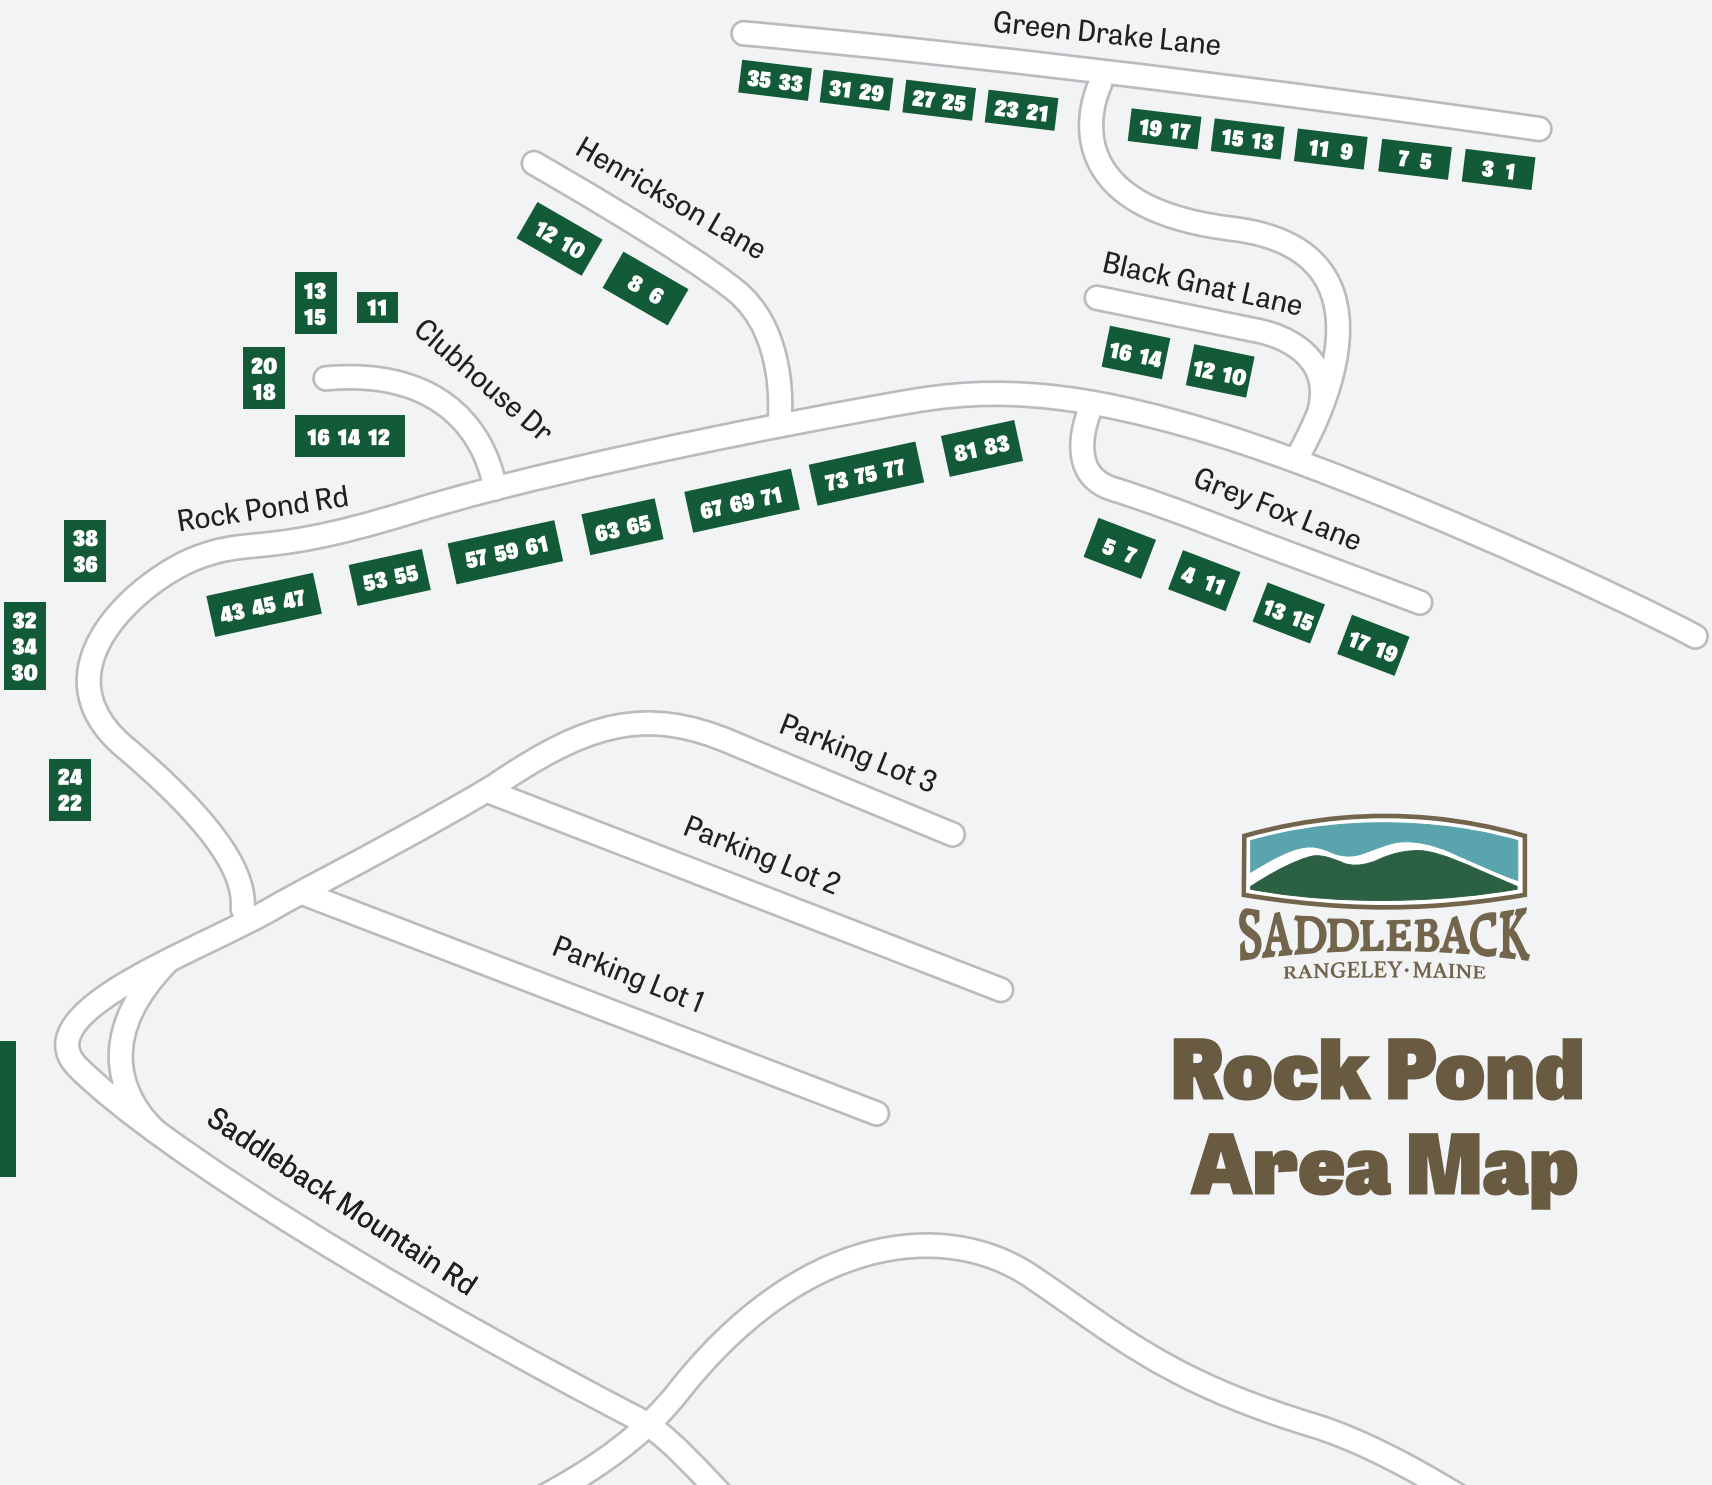 Green Drake Lane
35 33
31 29
27 25
23 21
19 17
15 13
11 9
7 5
3 1
Henrickson Lane
12 10
8 6
Black Gnat Lane
16 14
12 10
13
15
11
Clubhouse Dr
20
18
16 14 12
Rock Pond Rd
81 83
73 75 77
67 69 71
63 65
57 59 61
53 55
43 45 47
Grey Fox Lane
5 7
4 11
13 15
17 19
38
36
32
34
30
24
22
Parking Lot 3
Parking Lot 2
Parking Lot 1
Saddleback Mountain Rd
SADDLEBACK
RANGELEY·MAINE
Rock Pond
Area Map